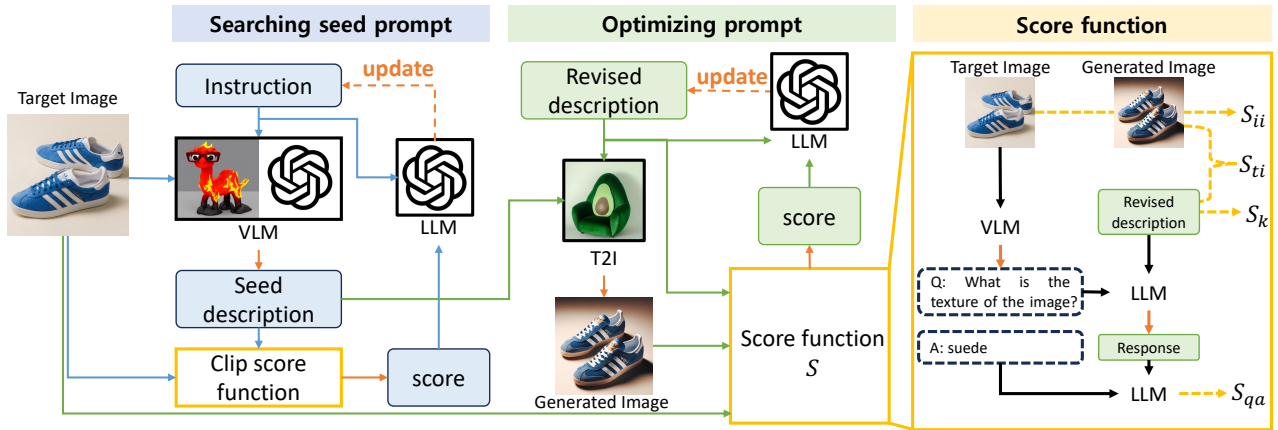 Searching seed prompt
Optimizing prompt
Score function
Target Image
Instruction
update
VLM
LLM
Seed
description
Clip score
function
score
Revised
description
update
LLM
T2I
Generated Image
score
Score function
S
Target Image
Generated Image
S_ii
S_ti
S_k
Revised
description
VLM
Q: What is the
texture of the image?
LLM
A: suede
Response
LLM
S_qa